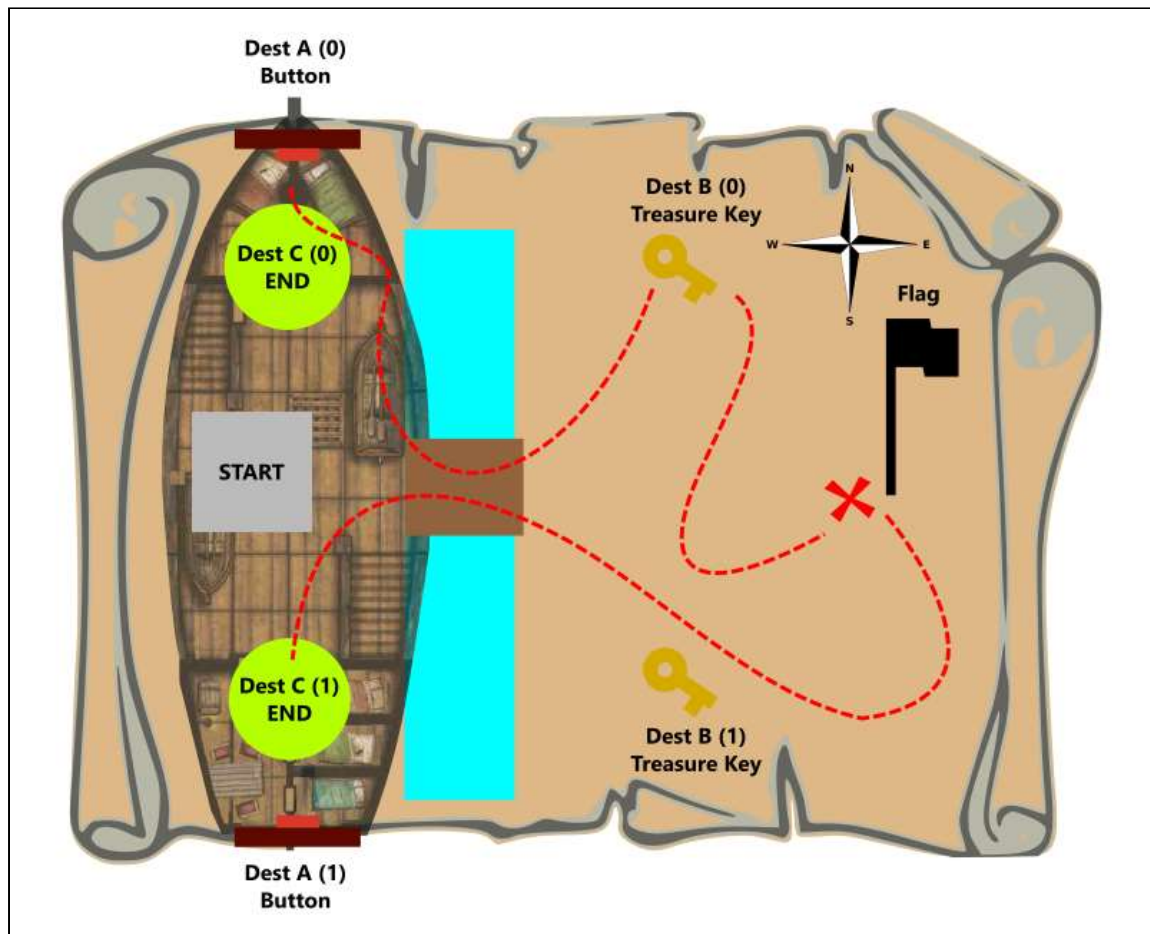 Dest A (0)
Button
Dest B (0)
Treasure Key
N
W
E
S
Dest C (0)
END
Flag
START
Dest C (1)
END
Dest B (1)
Treasure Key
Dest A (1)
Button